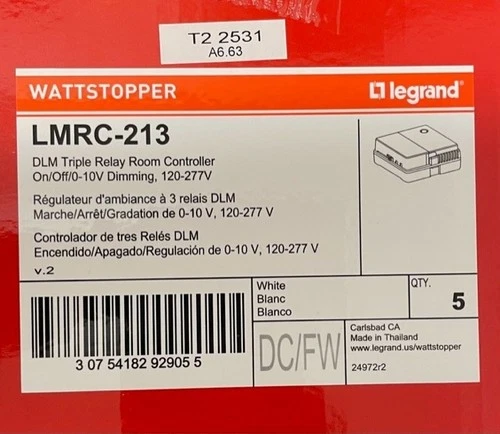 T2 2531
A6.63
WATTSTOPPER
legrand
LMRC-213
DLM Triple Relay Room Controller
On/Off/0-10V Dimming, 120-277V
Régulateur d'ambiance à 3 relais DLM
Marche/Arrêt/Gradation de 0-10 V, 120-277 V
Controlador de tres Relés DLM
Encendido/Apagado/Regulación de 0-10 V, 120-277 V
v.2
3 07 54182 92905 5
White
Blanc
Blanco
QTY.
5
DC/FW
Carlsbad CA
Made in Thailand
www.legrand.us/wattstopper
24972r2